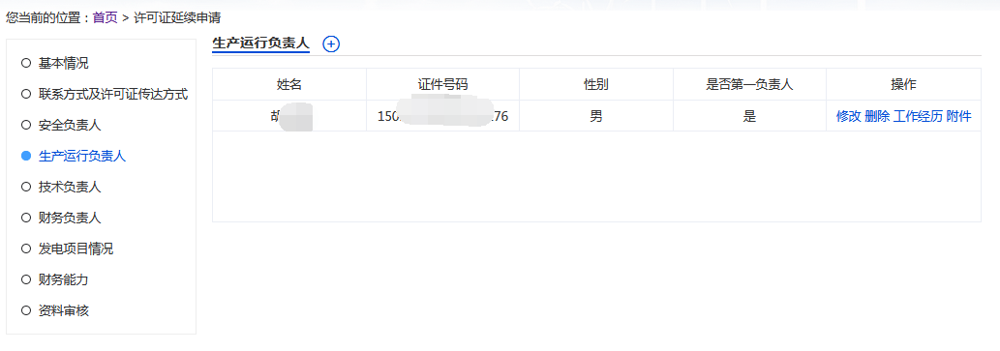 您当前的位置：首页 > 许可证延续申请
基本情况
联系方式及许可证传达方式
安全负责人
生产运行负责人
技术负责人
财务负责人
发电项目情况
财务能力
资料审核
生产运行负责人
姓名 证件号码 性别 是否第一负责人 操作
胡 150 176 男 是 修改 删除 工作经历 附件